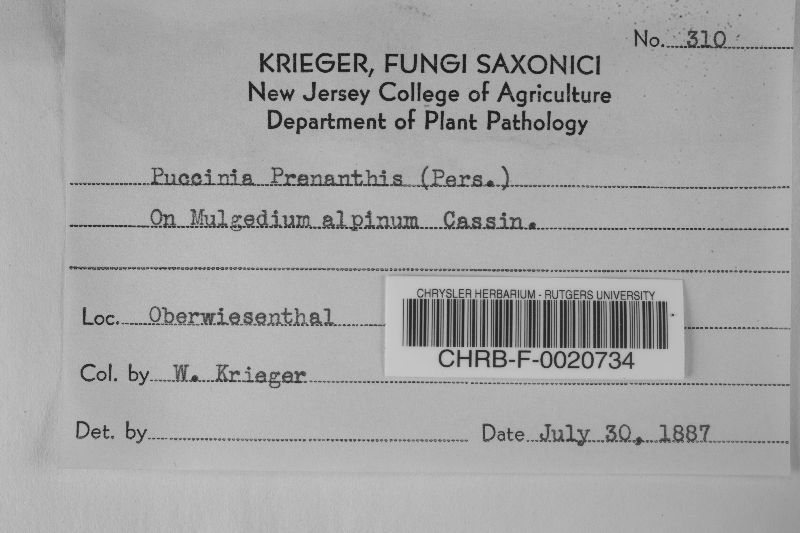 No. 310
KRIEGER, FUNGI SAXONICI
New Jersey College of Agriculture
Department of Plant Pathology
Puccinia Prenanthis (Pers.)
On Mulgedium alpinum Cassin.
Loc. Oberwiesenthal
CHRYSLER HERBARIUM - RUTGERS UNIVERSITY
CHRB-F-0020734
Col. by W. Krieger
Det. by
Date July 30, 1887